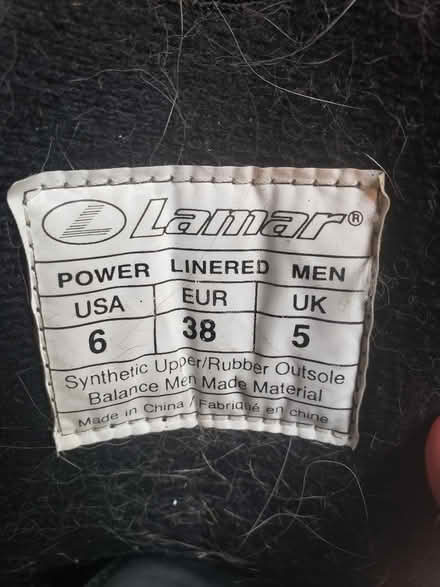 Lamar®
POWER LINERED MEN
USA EUR UK
6 38 5
Synthetic Upper/Rubber Outsole
Balance Men Made Material
Made in China / Fabriqué en chine